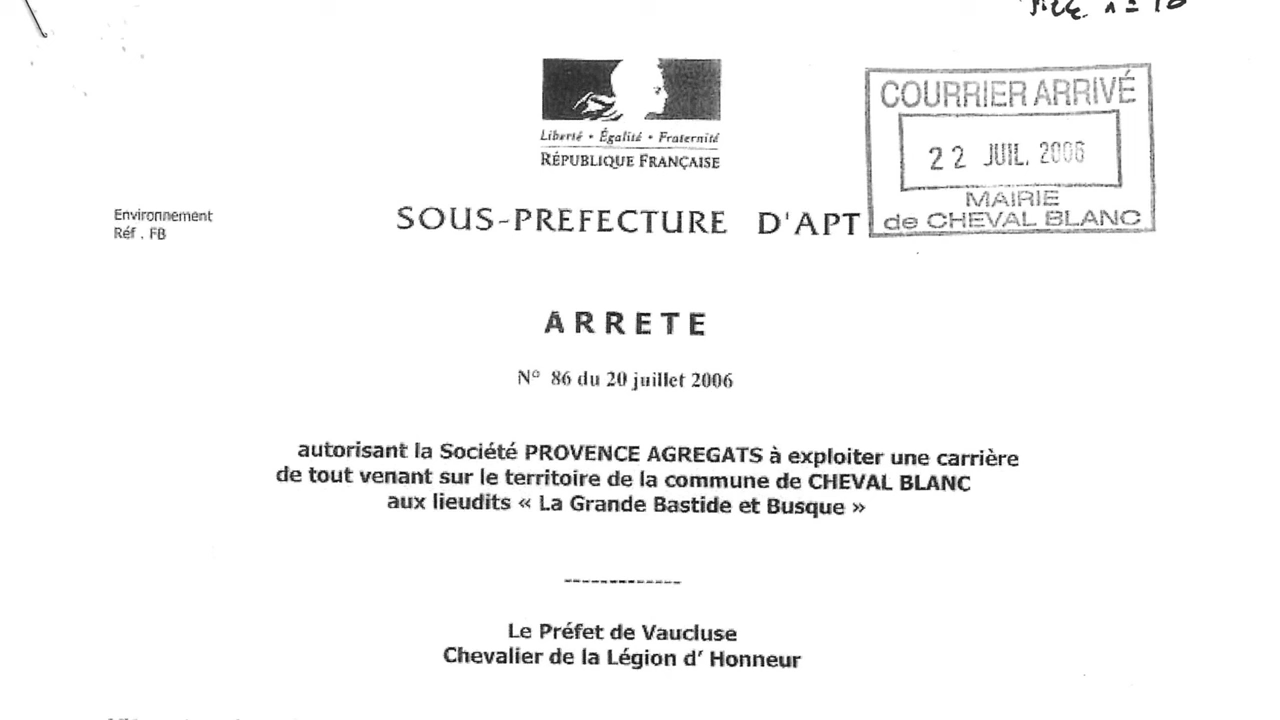 COURRIER ARRIVÉ
22 JUIL. 2006
MAIRIE
de CHEVAL BLANC
Liberté • Égalité • Fraternité
RÉPUBLIQUE FRANÇAISE
Environnement
Réf . FB
SOUS-PREFECTURE D'APT
ARRETE
N° 86 du 20 juillet 2006
autorisant la Société PROVENCE AGREGATS à exploiter une carrière
de tout venant sur le territoire de la commune de CHEVAL BLANC
aux lieudits « La Grande Bastide et Busque »
-------------
Le Préfet de Vaucluse
Chevalier de la Légion d' Honneur